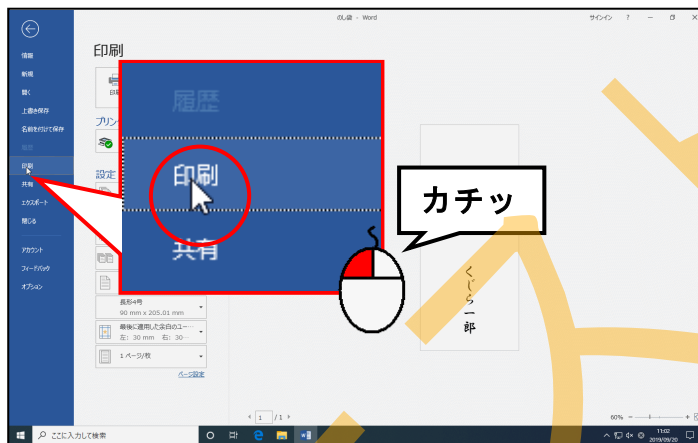 のし袋 - Word
サインイン ?
情報
新規
開く
上書き保存
名前を付けて保存
履歴
印刷
共有
エクスポート
閉じる
アカウント
フィードバック
オプション
印刷
設定
履歴
印刷
共有
カチッ
くじら一郎
長形4号
90 mm x 205.01 mm
最後に適用した余白のユー…
左: 30 mm 右: 30…
1 ページ/枚
ページ設定
1 /1
60%
ここに入力して検索
11:02
2019/09/20